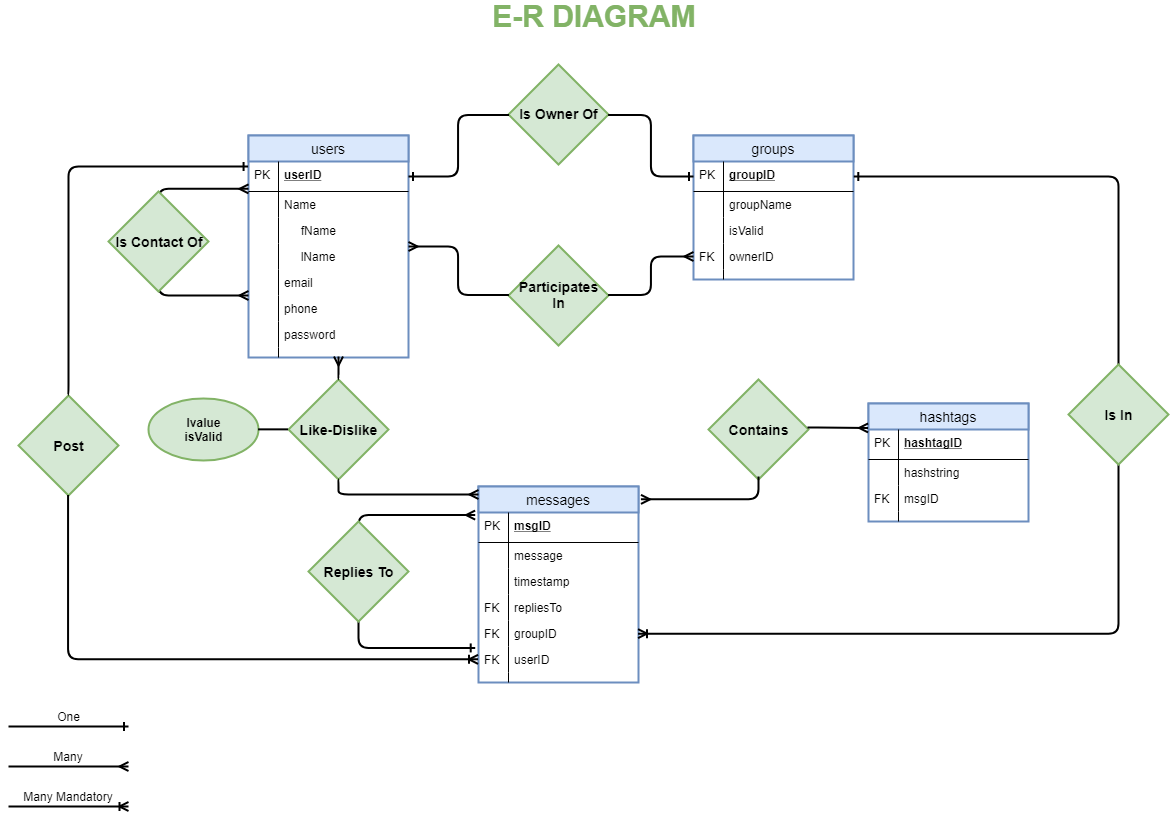 E-R DIAGRAM
Is Owner Of
users
PK userID
Name
fName
lName
email
phone
password
groups
PK groupID
groupName
isValid
FK ownerID
Is Contact Of
Participates
In
Post
lvalue
isValid
Like-Dislike
Contains
hashtags
PK hashtagID
hashstring
FK msgID
Is In
messages
PK msgID
message
timestamp
FK repliesTo
FK groupID
FK userID
Replies To
One
Many
Many Mandatory